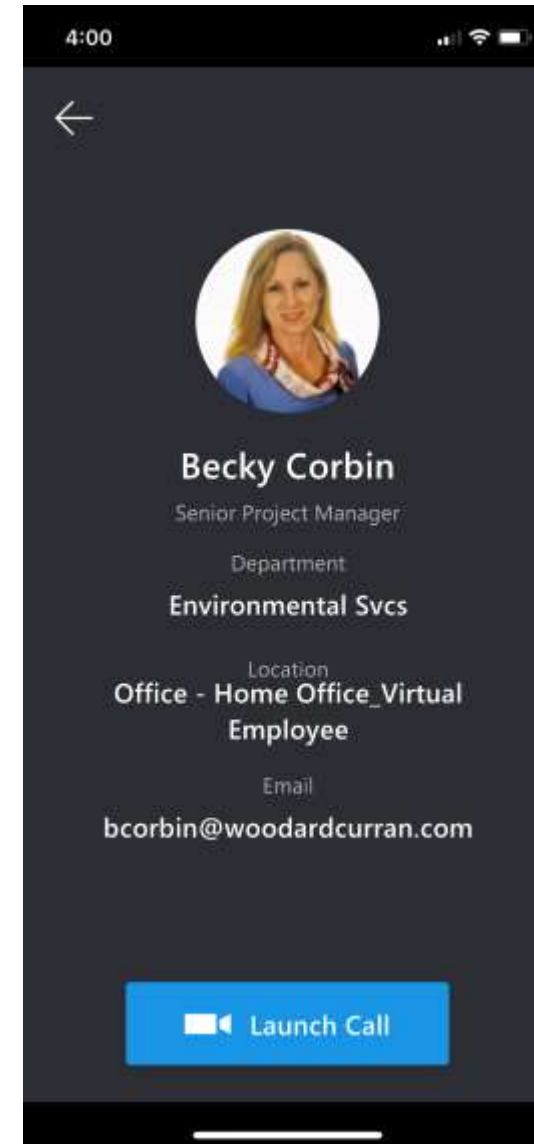 4:00
Becky Corbin
Senior Project Manager
Department
Environmental Svcs
Location
Office - Home Office_Virtual
Employee
Email
bcorbin@woodardcurran.com
Launch Call